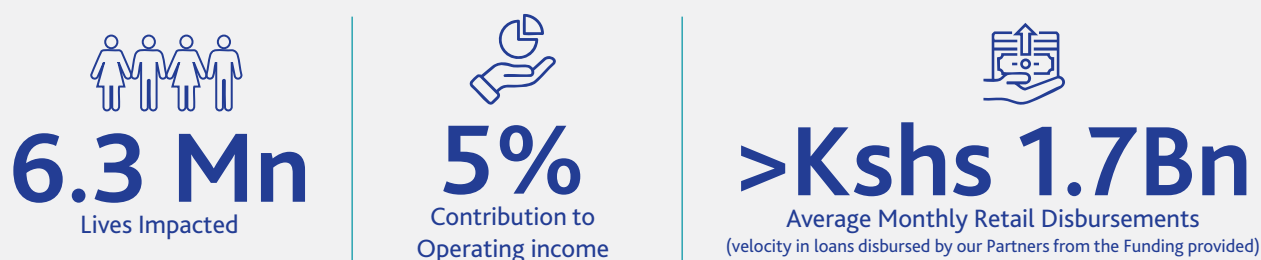 6.3 Mn
Lives Impacted
5%
Contribution to
Operating income
>Kshs 1.7Bn
Average Monthly Retail Disbursements
(velocity in loans disbursed by our Partners from the Funding provided)